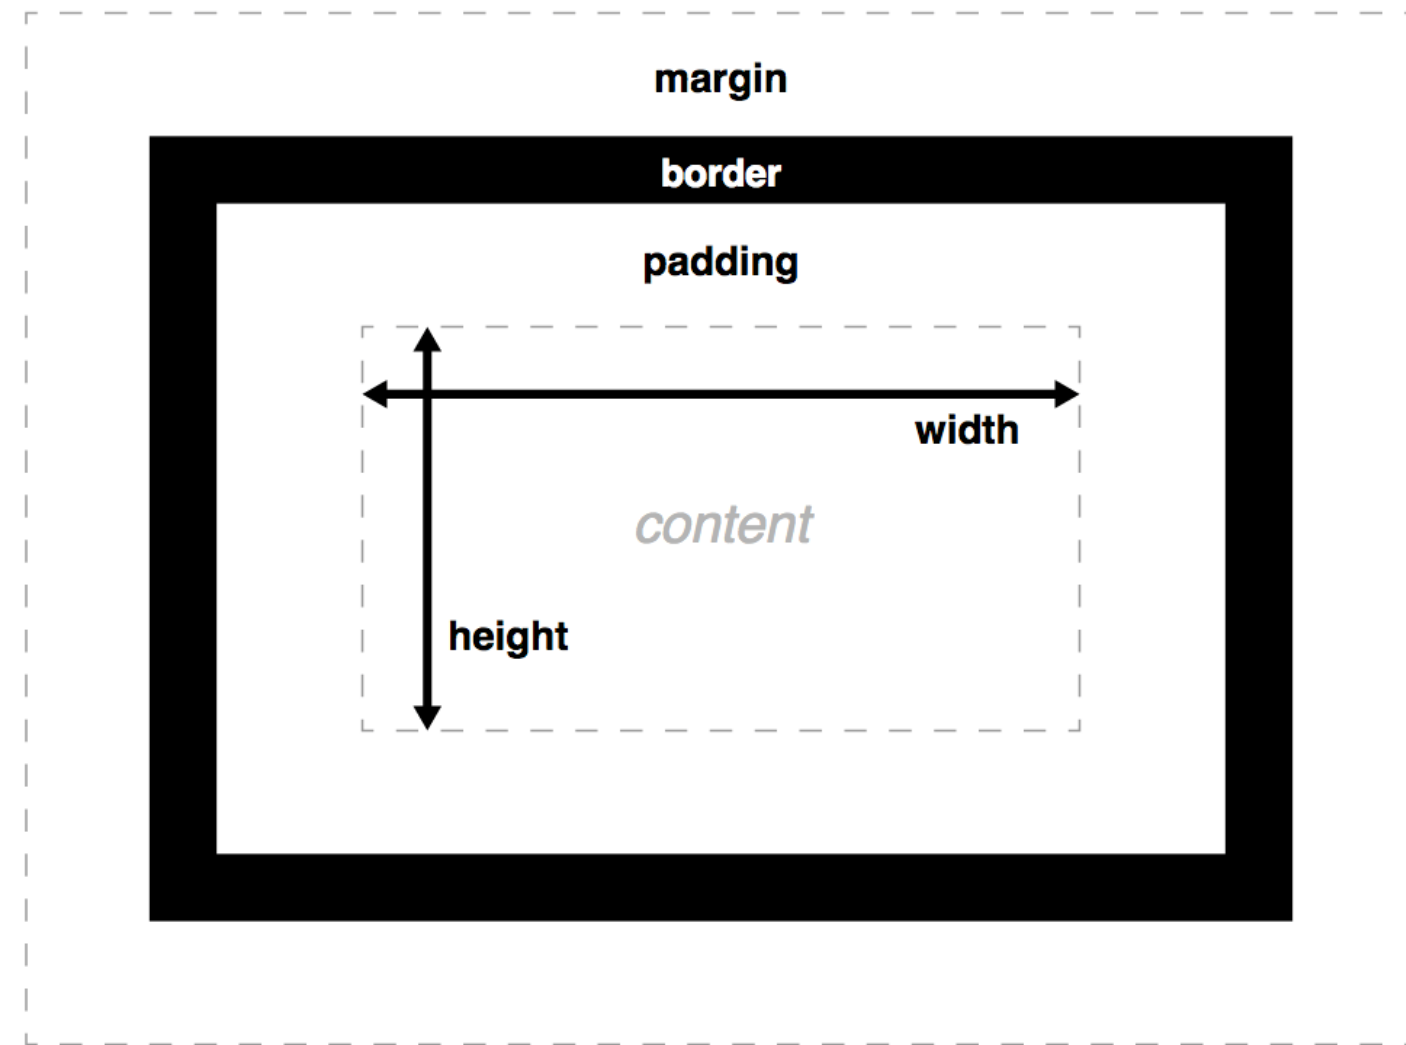 margin
border
padding
width
content
height